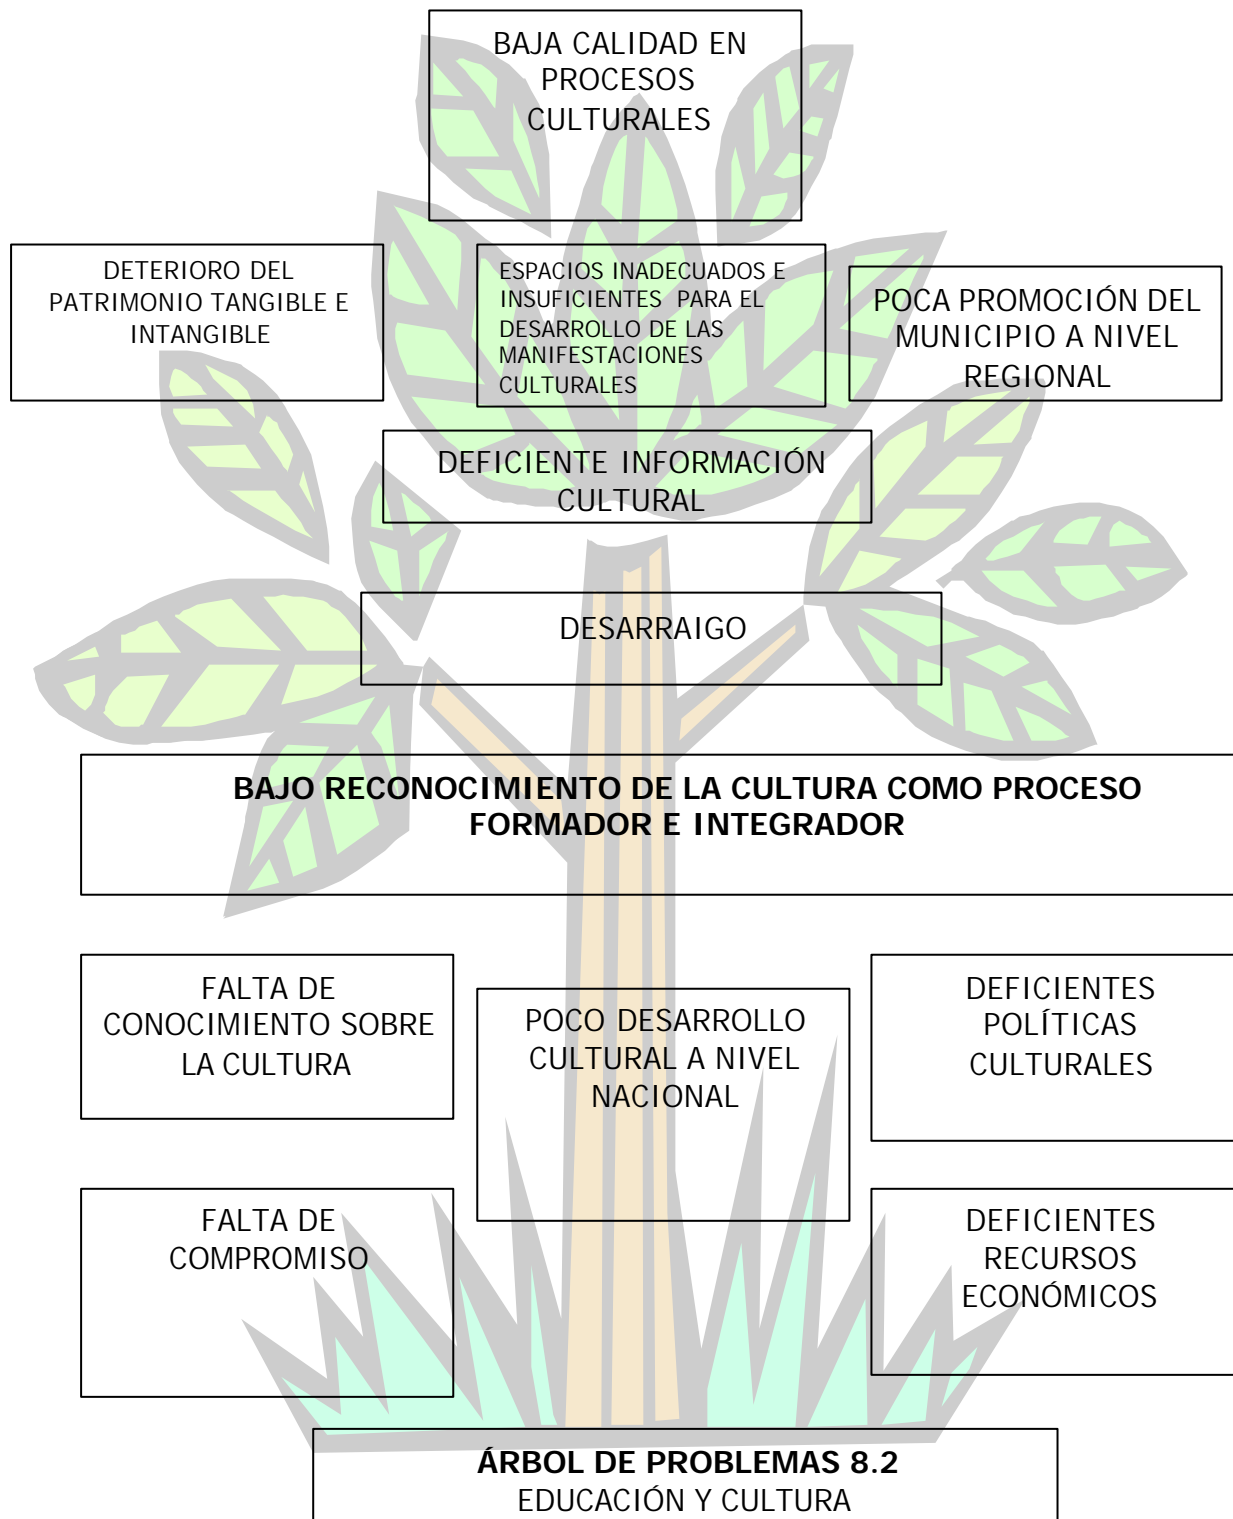 BAJA CALIDAD EN
PROCESOS
CULTURALES
DETERIORO DEL
PATRIMONIO TANGIBLE E
INTANGIBLE
ESPACIOS INADECUADOS E
INSUFICIENTES PARA EL
DESARROLLO DE LAS
MANIFESTACIONES
CULTURALES
POCA PROMOCIÓN DEL
MUNICIPIO A NIVEL
REGIONAL
DEFICIENTE INFORMACIÓN
CULTURAL
DESARRAIGO
BAJO RECONOCIMIENTO DE LA CULTURA COMO PROCESO
FORMADOR E INTEGRADOR
FALTA DE
CONOCIMIENTO SOBRE
LA CULTURA
POCO DESARROLLO
CULTURAL A NIVEL
NACIONAL
DEFICIENTES
POLÍTICAS
CULTURALES
FALTA DE
COMPROMISO
DEFICIENTES
RECURSOS
ECONÓMICOS
ÁRBOL DE PROBLEMAS 8.2
EDUCACIÓN Y CULTURA